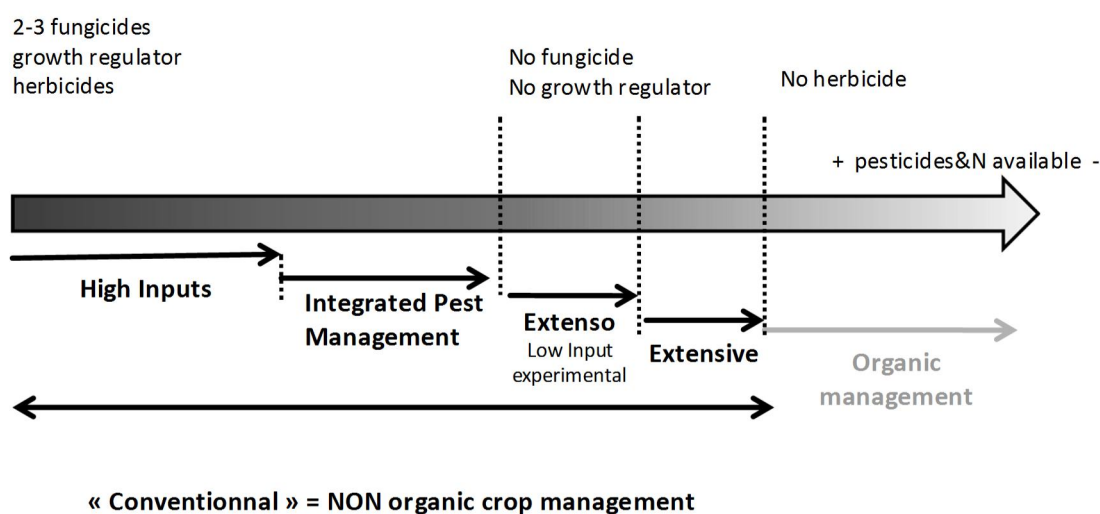 2-3 fungicides
growth regulator
herbicides
No fungicide
No growth regulator
No herbicide
+ pesticides&N available -
High Inputs
Integrated Pest
Management
Extenso
Low Input
experimental
Extensive
Organic
management
« Conventionnal » = NON organic crop management